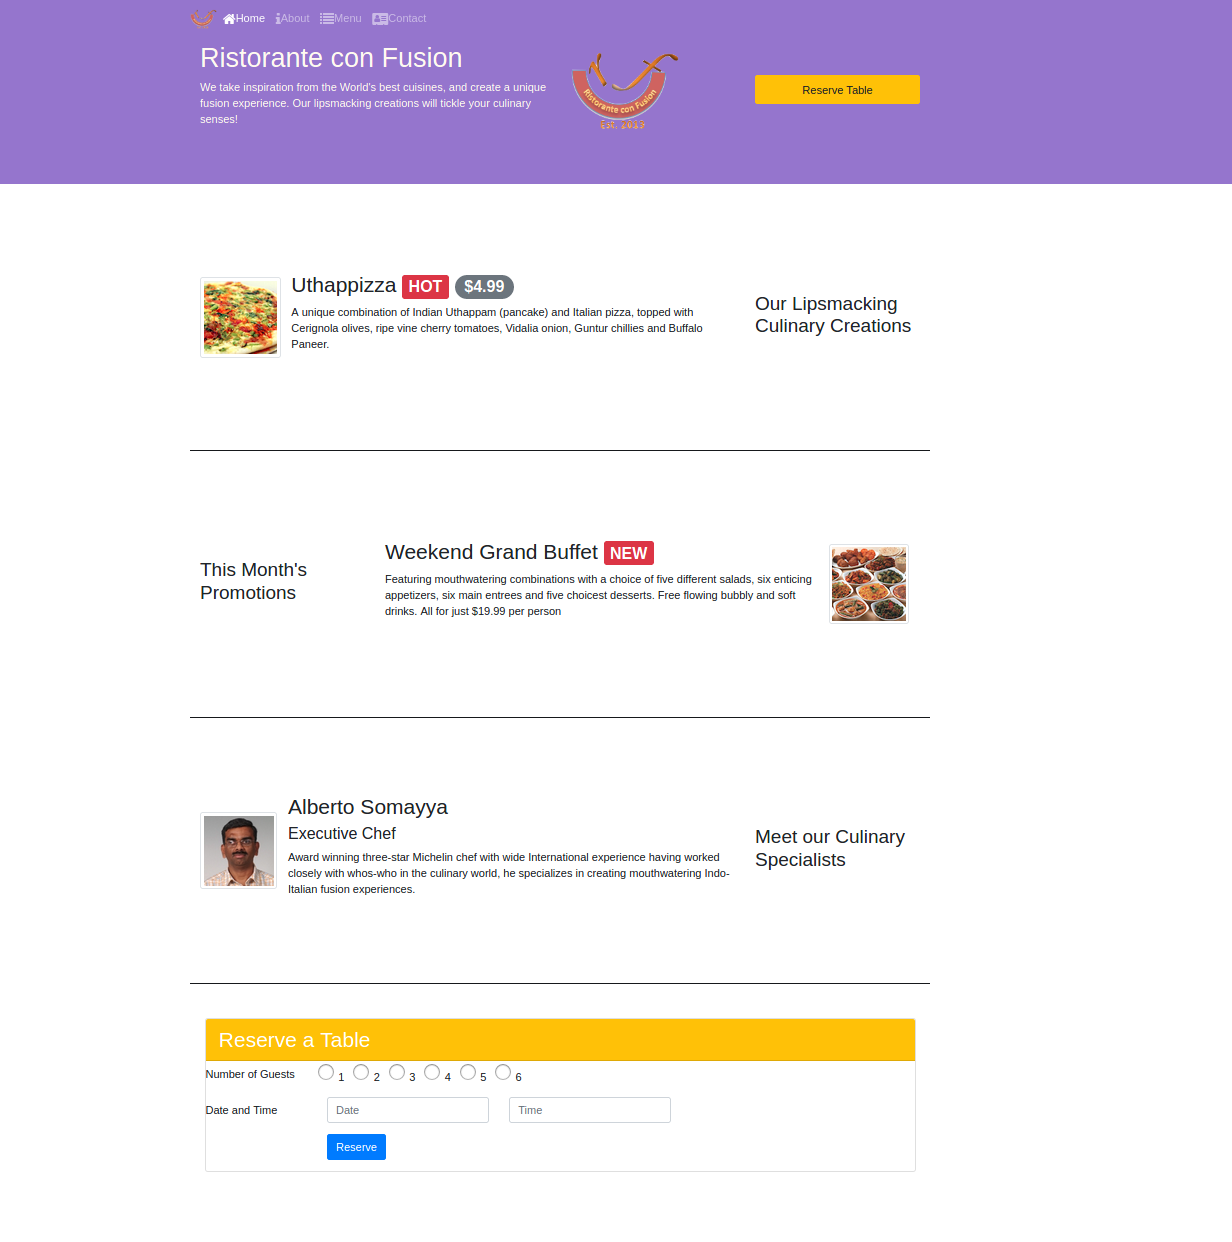 Home About Menu Contact
Ristorante con Fusion
We take inspiration from the World's best cuisines, and create a unique
fusion experience. Our lipsmacking creations will tickle your culinary
senses!
Ristorante con Fusion
Reserve Table
Uthappizza HOT $4.99
A unique combination of Indian Uthappam (pancake) and Italian pizza, topped with
Cerignola olives, ripe vine cherry tomatoes, Vidalia onion, Guntur chillies and Buffalo
Paneer.
Our Lipsmacking
Culinary Creations
This Month's
Promotions
Weekend Grand Buffet NEW
Featuring mouthwatering combinations with a choice of five different salads, six enticing
appetizers, six main entrees and five choicest desserts. Free flowing bubbly and soft
drinks. All for just $19.99 per person
Alberto Somayya
Executive Chef
Award winning three-star Michelin chef with wide International experience having worked
closely with whos-who in the culinary world, he specializes in creating mouthwatering Indo-
Italian fusion experiences.
Meet our Culinary
Specialists
Reserve a Table
Number of Guests 1 2 3 4 5 6
Date and Time Date Time
Reserve